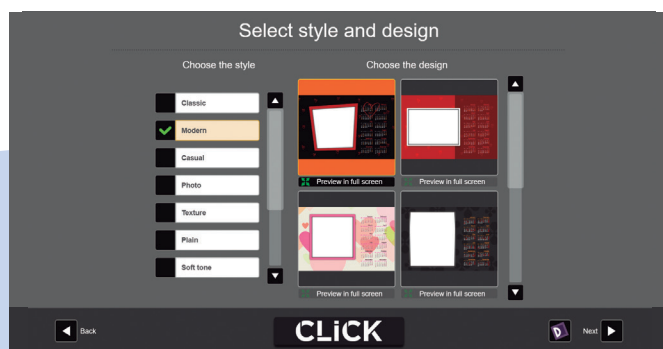 Select style and design
Choose the style
Choose the design
Classic
Modern
Casual
Photo
Texture
Plain
Soft tone
Preview in full screen
Preview in full screen
Preview in full screen
Preview in full screen
Back
CLiCK
D
Next